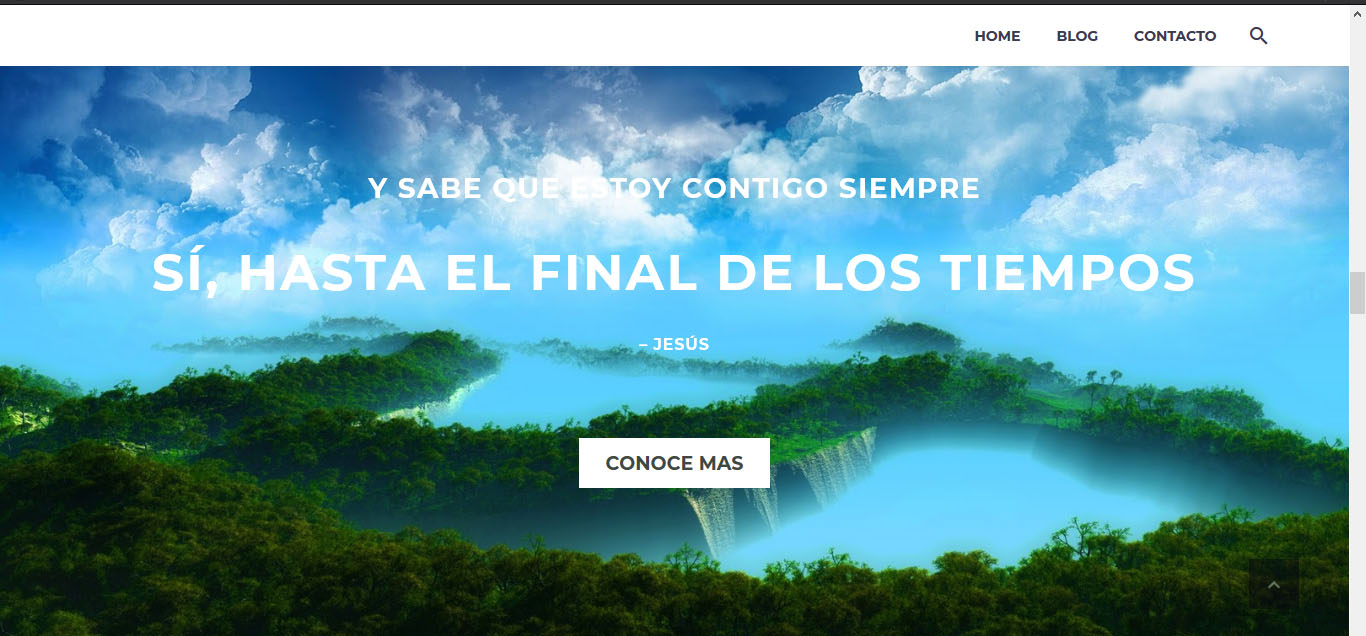 HOME BLOG CONTACTO
Y SABE QUE ESTOY CONTIGO SIEMPRE
SÍ, HASTA EL FINAL DE LOS TIEMPOS
– JESÚS
CONOCE MAS